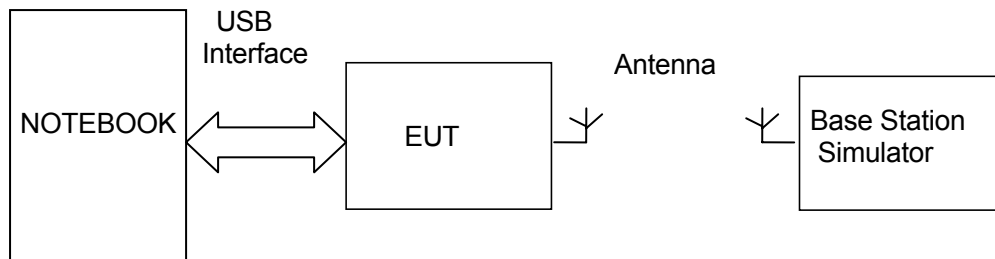 USB
Interface
Antenna
NOTEBOOK
EUT
Base Station
Simulator